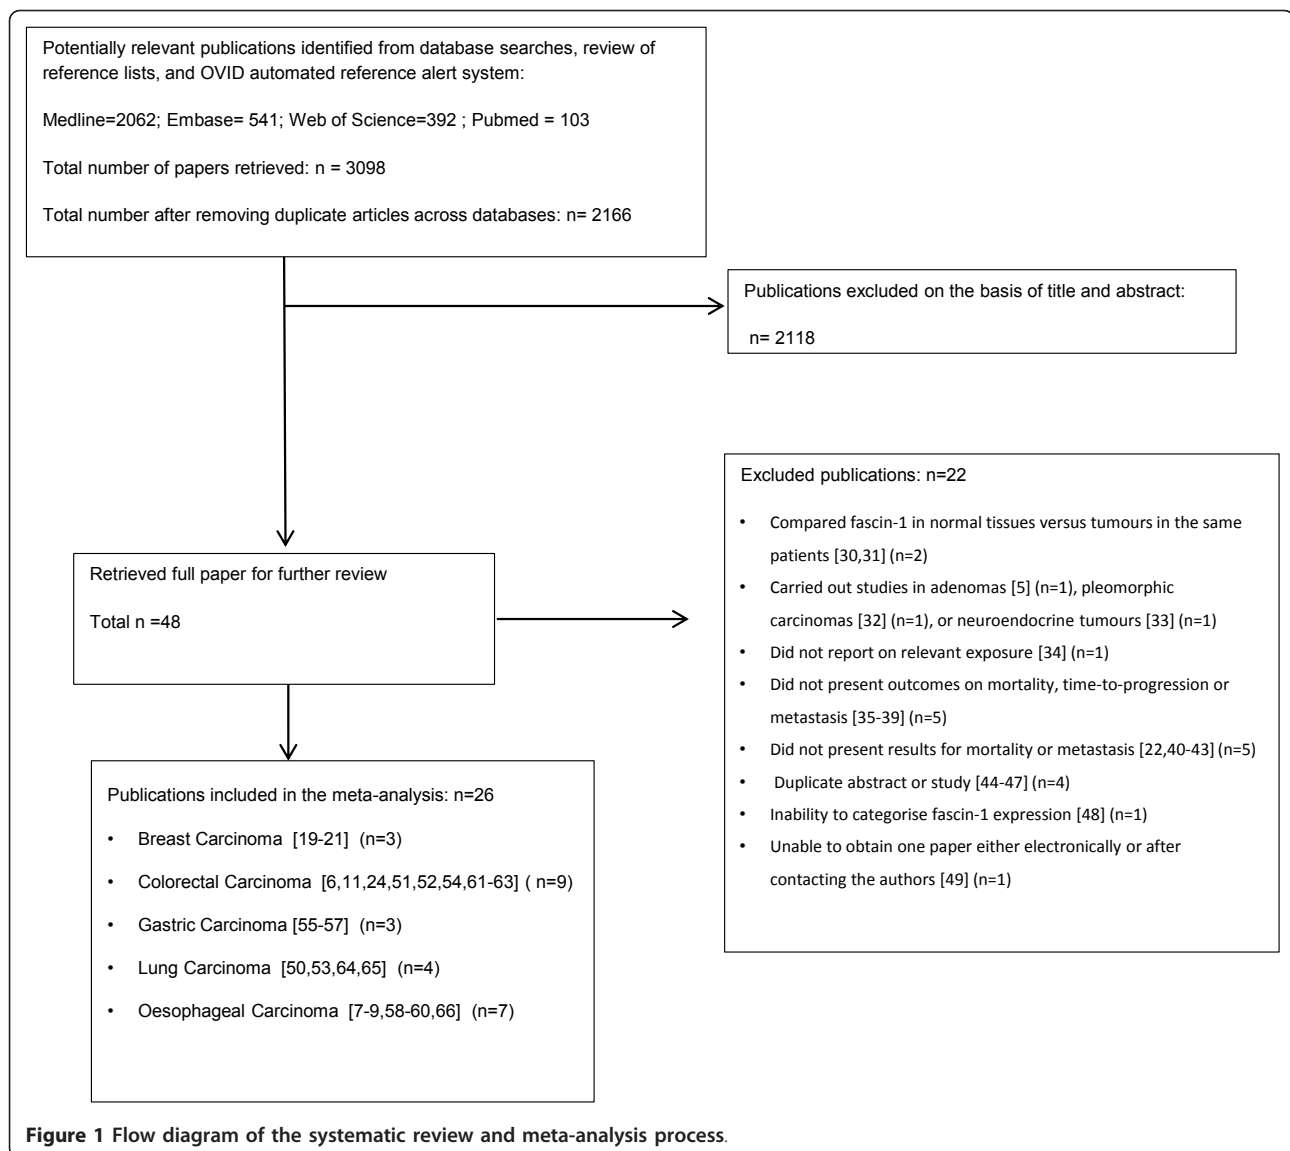 Potentially relevant publications identified from database searches, review of
reference lists, and OVID automated reference alert system:
Medline=2062; Embase= 541; Web of Science=392 ; Pubmed = 103
Total number of papers retrieved: n = 3098
Total number after removing duplicate articles across databases: n= 2166
Publications excluded on the basis of title and abstract:
n= 2118
Retrieved full paper for further review
Total n =48
Excluded publications: n=22
• Compared fascin-1 in normal tissues versus tumours in the same
patients [30,31] (n=2)
• Carried out studies in adenomas [5] (n=1), pleomorphic
carcinomas [32] (n=1), or neuroendocrine tumours [33] (n=1)
• Did not report on relevant exposure [34] (n=1)
• Did not present outcomes on mortality, time-to-progression or
metastasis [35-39] (n=5)
• Did not present results for mortality or metastasis [22,40-43] (n=5)
• Duplicate abstract or study [44-47] (n=4)
• Inability to categorise fascin-1 expression [48] (n=1)
• Unable to obtain one paper either electronically or after
contacting the authors [49] (n=1)
Publications included in the meta-analysis: n=26
• Breast Carcinoma [19-21] (n=3)
• Colorectal Carcinoma [6,11,24,51,52,54,61-63] ( n=9)
• Gastric Carcinoma [55-57] (n=3)
• Lung Carcinoma [50,53,64,65] (n=4)
• Oesophageal Carcinoma [7-9,58-60,66] (n=7)
Figure 1 Flow diagram of the systematic review and meta-analysis process.